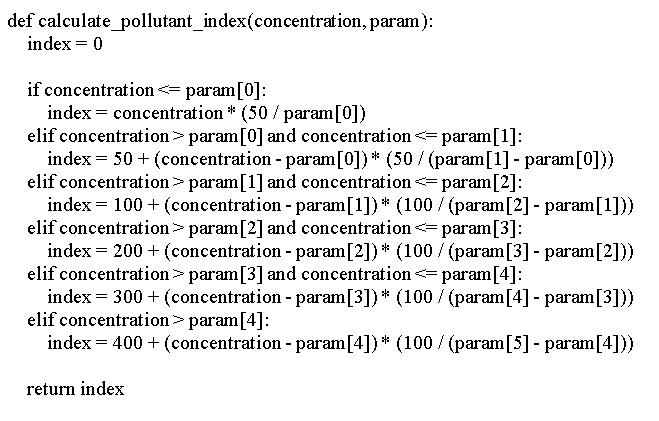 def calculate_pollutant_index(concentration, param):
    index = 0

    if concentration <= param[0]:
        index = concentration * (50 / param[0])
    elif concentration > param[0] and concentration <= param[1]:
        index = 50 + (concentration - param[0]) * (50 / (param[1] - param[0]))
    elif concentration > param[1] and concentration <= param[2]:
        index = 100 + (concentration - param[1]) * (100 / (param[2] - param[1]))
    elif concentration > param[2] and concentration <= param[3]:
        index = 200 + (concentration - param[2]) * (100 / (param[3] - param[2]))
    elif concentration > param[3] and concentration <= param[4]:
        index = 300 + (concentration - param[3]) * (100 / (param[4] - param[3]))
    elif concentration > param[4]:
        index = 400 + (concentration - param[4]) * (100 / (param[5] - param[4]))

    return index